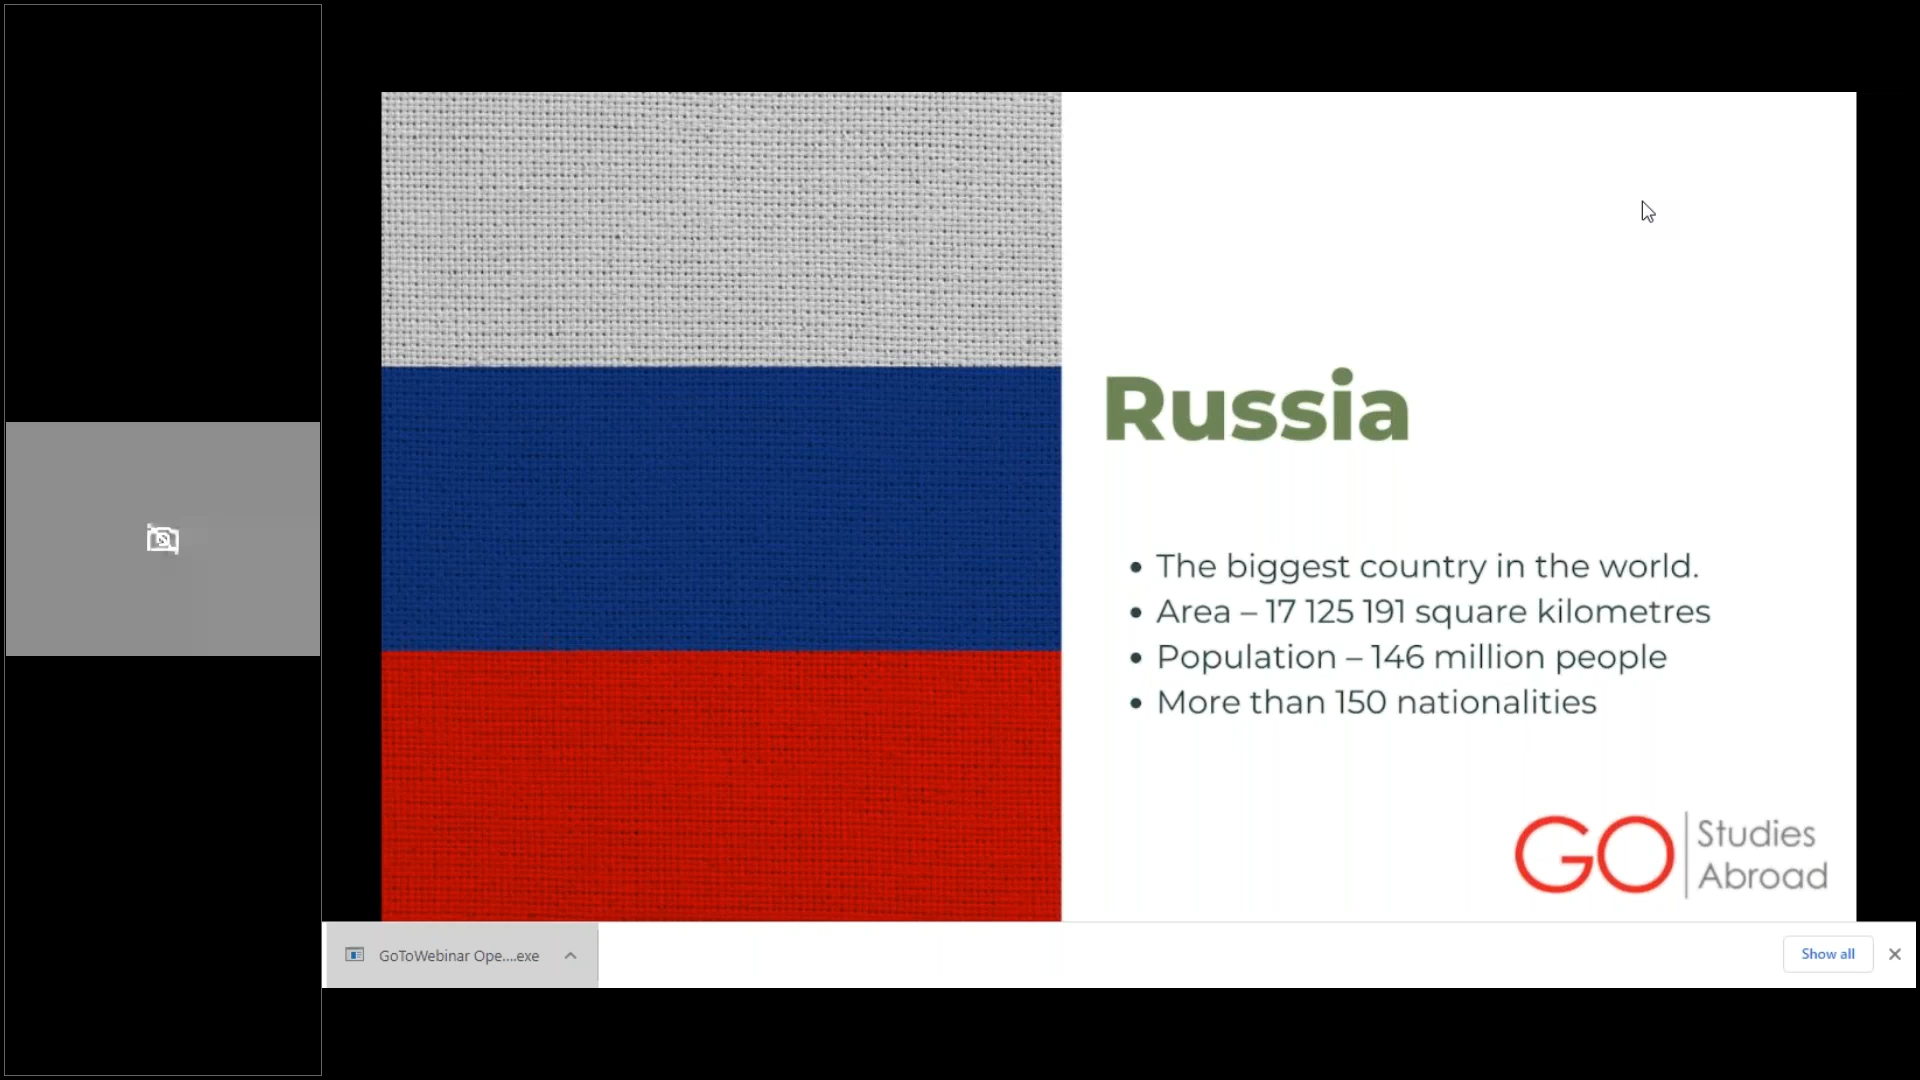 Russia
• The biggest country in the world.
• Area – 17 125 191 square kilometres
• Population – 146 million people
• More than 150 nationalities
GO Studies
Abroad
GoToWebinar Ope....exe
Show all